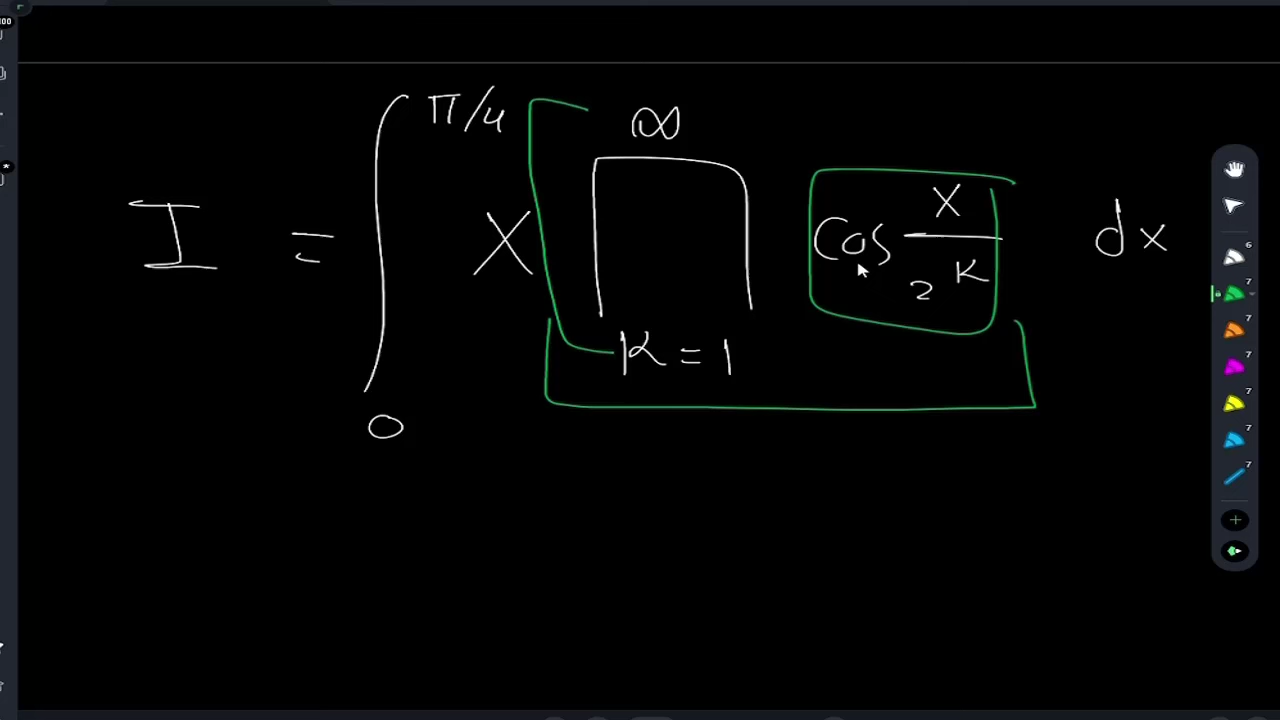 I = ∫₀^{π/4} x ∏_{K=1}^{∞} Cos x/2^K dx